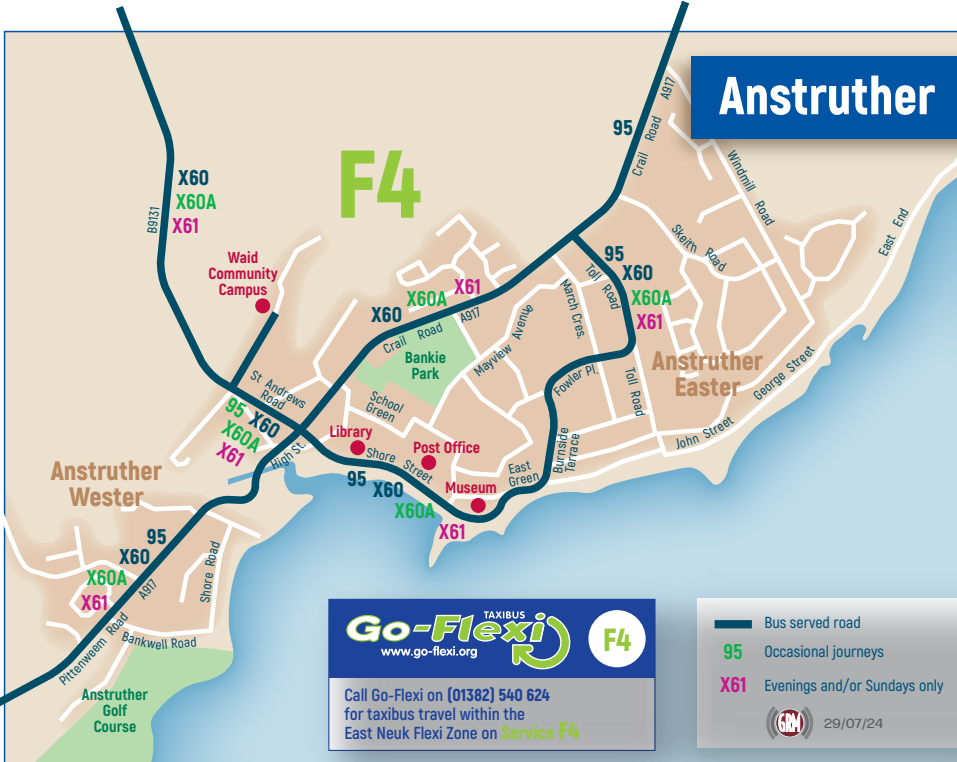 Anstruther
F4
95
Crail Road
A917
Windmill Road
Skeith Road
East End
X60
X60A
X61
B9131
Waid
Community
Campus
95
X60
X60A
X61
Toll Road
March Cres.
X61
X60A
X60
A917
Crail Road
Bankie
Park
Mayview Avenue
Anstruther
Easter
George Street
Fowler Pl.
Toll Road
John Street
St Andrews
Road
School
Green
95
X60
X60A
X61
High St.
Library
Shore Street
Post Office
Museum
East
Green
Burnside
Terrace
95
X60
X60A
X61
Anstruther
Wester
95
X60
X60A
X61
A917
Shore Road
Pittenweem Road
Bankwell Road
Anstruther
Golf
Course
TAXIBUS
Go-Flexi
www.go-flexi.org
F4
Call Go-Flexi on (01382) 540 624
for taxibus travel within the
East Neuk Flexi Zone on Service F4
Bus served road
95 Occasional journeys
X61 Evenings and/or Sundays only
GRM 29/07/24